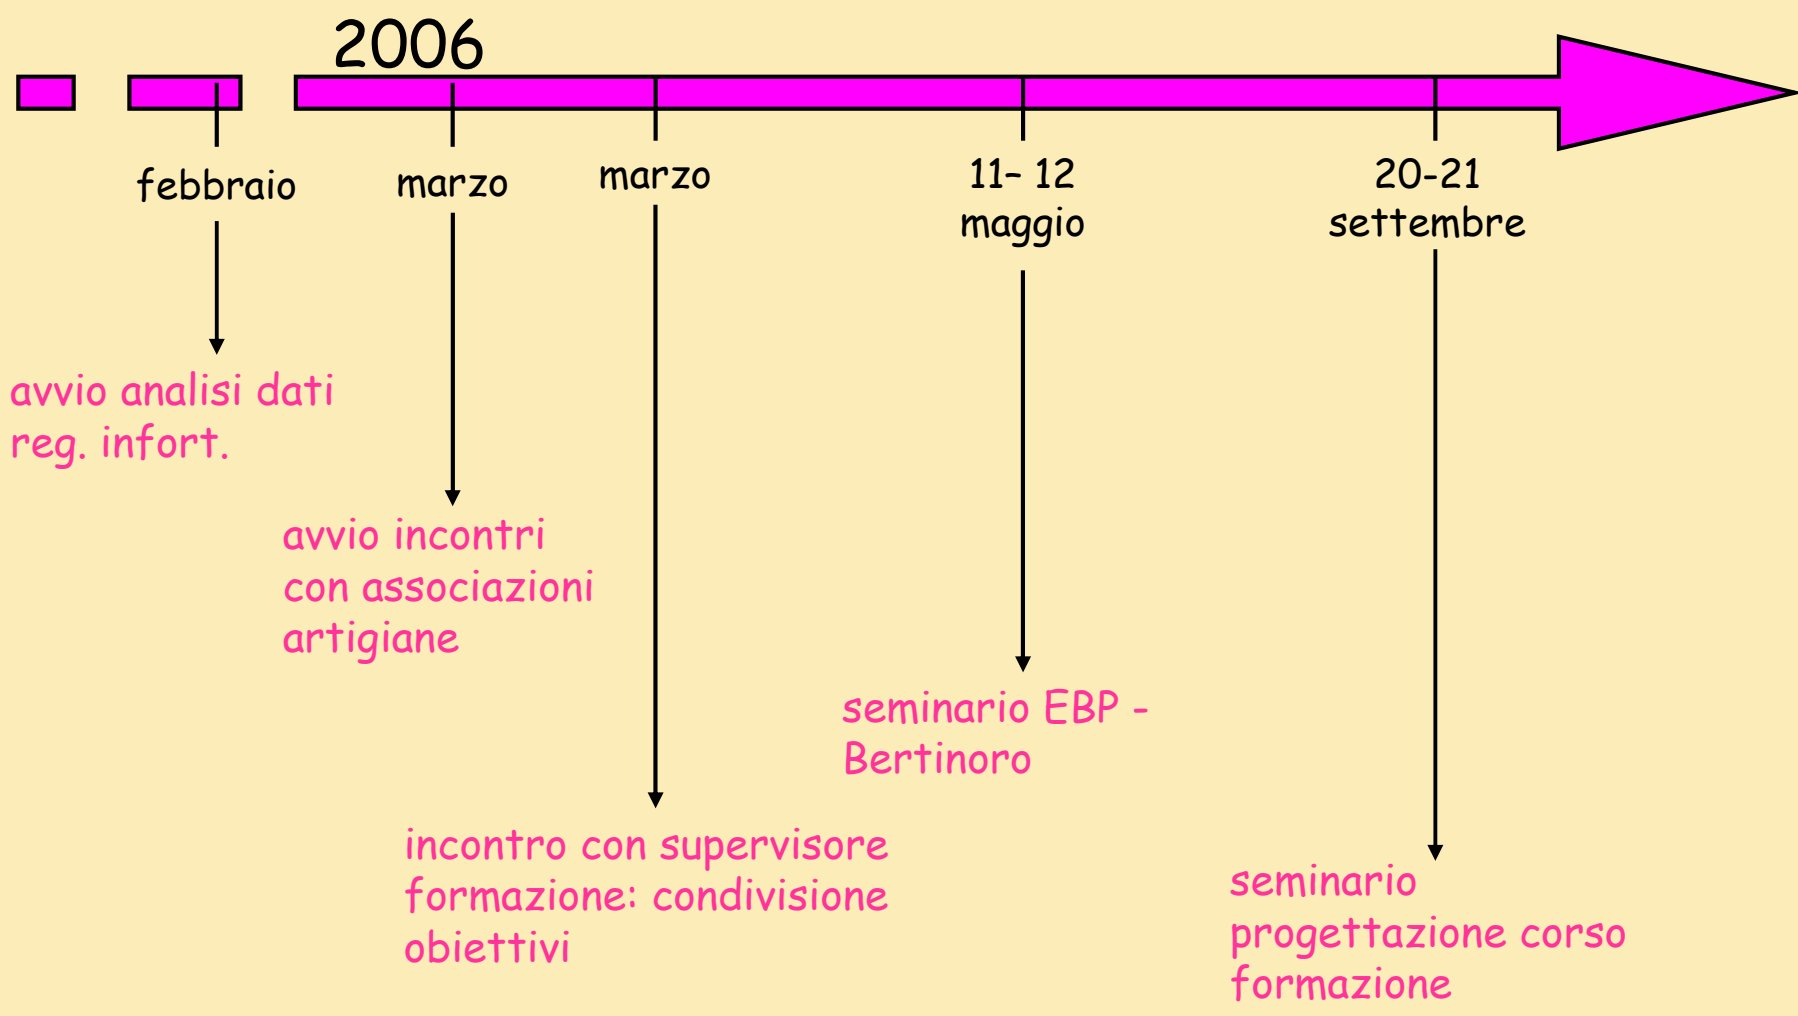 2006
febbraio
marzo
marzo
11– 12
maggio
20-21
settembre
avvio analisi dati
reg. infort.
avvio incontri
con associazioni
artigiane
incontro con supervisore
formazione: condivisione
obiettivi
seminario EBP -
Bertinoro
seminario
progettazione corso
formazione